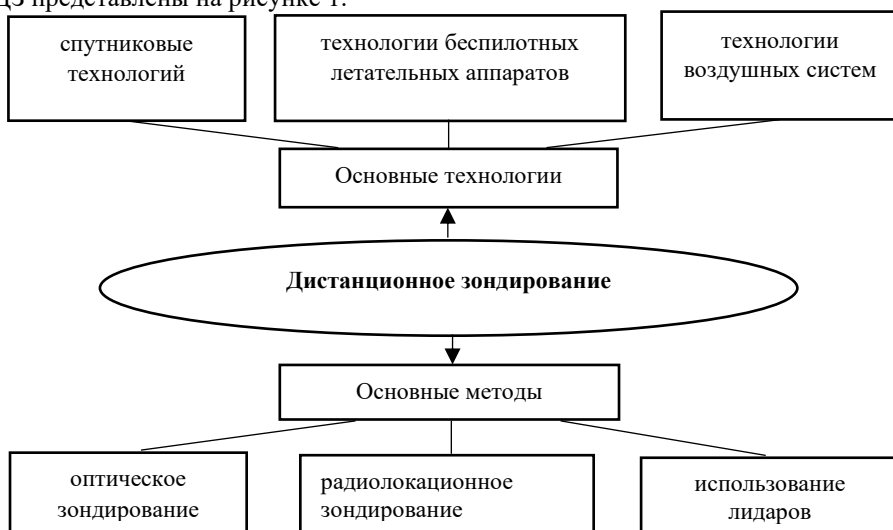 ДЗ представлены на рисунке 1.
спутниковые
технологий
технологии беспилотных
летательных аппаратов
технологии
воздушных систем
Основные технологии
Дистанционное зондирование
Основные методы
оптическое
зондирование
радиолокационное
зондирование
использование
лидаров